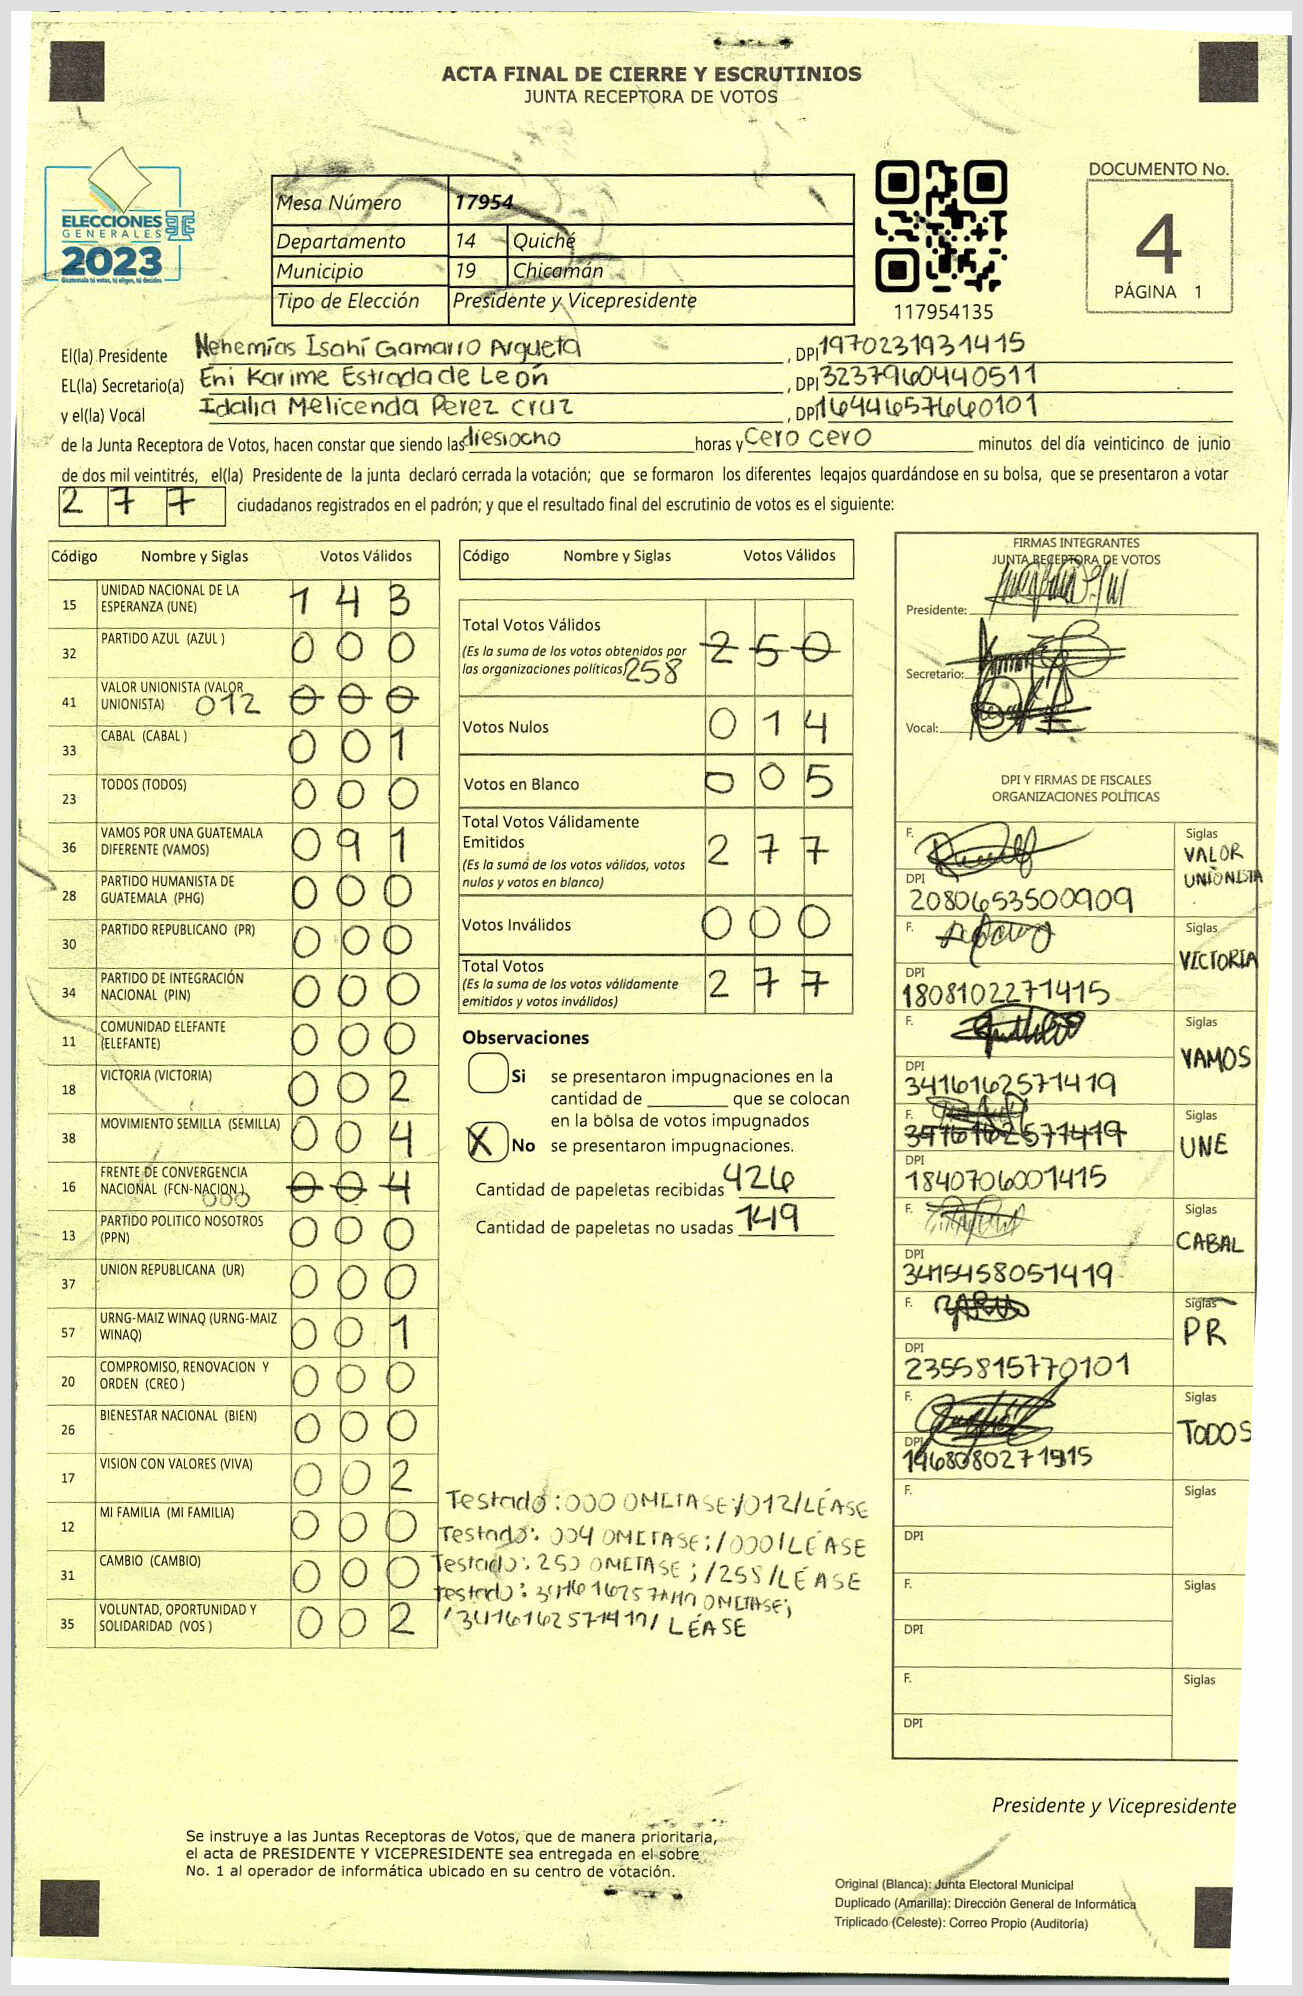 ACTA FINAL DE CIERRE Y ESCRUTINIOS
JUNTA RECEPTORA DE VOTOS
ELECCIONES
GENERALES
2023
Guatemala tú votas, tú eliges, tú decides
Mesa Número 17954
Departamento 14 Quiché
Municipio 19 Chicamán
Tipo de Elección Presidente y Vicepresidente
117954135
DOCUMENTO No.
4
PÁGINA 1
El(la) Presidente Nehemías Isahí Gamarro Argueta, DPI 1970231931415
EL(la) Secretario(a) Eni Karime Estrada de León, DPI 3237960440511
y el(la) Vocal Idalia Melicenda Perez Cruz DPI 1644657660101
de la Junta Receptora de Votos, hacen constar que siendo las diesiocho horas y cero cero minutos del día veinticinco de junio
de dos mil veintitrés, el(la) Presidente de la junta declaró cerrada la votación; que se formaron los diferentes legajos guardándose en su bolsa, que se presentaron a votar
277 ciudadanos registrados en el padrón; y que el resultado final del escrutinio de votos es el siguiente:
Código Nombre y Siglas Votos Válidos
15 UNIDAD NACIONAL DE LA ESPERANZA (UNE) 1 4 3
32 PARTIDO AZUL (AZUL ) 0 0 0
41 VALOR UNIONISTA (VALOR UNIONISTA) 012 0 0 0
33 CABAL (CABAL ) 0 0 1
23 TODOS (TODOS) 0 0 0
36 VAMOS POR UNA GUATEMALA DIFERENTE (VAMOS) 0 9 1
28 PARTIDO HUMANISTA DE GUATEMALA (PHG) 0 0 0
30 PARTIDO REPUBLICANO (PR) 0 0 0
34 PARTIDO DE INTEGRACIÓN NACIONAL (PIN) 0 0 0
11 COMUNIDAD ELEFANTE (ELEFANTE) 0 0 0
18 VICTORIA (VICTORIA) 0 0 2
38 MOVIMIENTO SEMILLA (SEMILLA) 0 0 4
16 FRENTE DE CONVERGENCIA NACIONAL (FCN-NACION ) 000 0 0 4
13 PARTIDO POLITICO NOSOTROS (PPN) 0 0 0
37 UNION REPUBLICANA (UR) 0 0 0
57 URNG-MAIZ WINAQ (URNG-MAIZ WINAQ) 0 0 1
20 COMPROMISO, RENOVACION Y ORDEN (CREO ) 0 0 0
26 BIENESTAR NACIONAL (BIEN) 0 0 0
17 VISION CON VALORES (VIVA) 0 0 2
12 MI FAMILIA (MI FAMILIA) 0 0 0
31 CAMBIO (CAMBIO) 0 0 0
35 VOLUNTAD, OPORTUNIDAD Y SOLIDARIDAD (VOS ) 0 0 2
Código Nombre y Siglas Votos Válidos
Total Votos Válidos 2 5 0
(Es la suma de los votos obtenidos por
las organizaciones políticas) 258
Votos Nulos 0 1 4
Votos en Blanco 0 0 5
Total Votos Válidamente
Emitidos 2 7 7
(Es la suma de los votos válidos, votos
nulos y votos en blanco)
Votos Inválidos 0 0 0
Total Votos 2 7 7
(Es la suma de los votos válidamente
emitidos y votos inválidos)
Observaciones
Si se presentaron impugnaciones en la
cantidad de ________ que se colocan
en la bolsa de votos impugnados
X No se presentaron impugnaciones.
Cantidad de papeletas recibidas 426
Cantidad de papeletas no usadas 149
Testado: 000 OMITASE;/012/LÉASE
Testado: 004 OMITASE;/000/LÉASE
Testado: 250 OMITASE;/258/LÉASE
Testado: OMITASE;
/3416162571419/ LÉASE
FIRMAS INTEGRANTES
JUNTA RECEPTORA DE VOTOS
Presidente:
Secretario:
Vocal:
DPI Y FIRMAS DE FISCALES
ORGANIZACIONES POLÍTICAS
F. Siglas
VALOR
UNIONISTA
DPI
2080653500909
F. Siglas
VICTORIA
DPI
1808102271415
F. Siglas
VAMOS
DPI
3416162571419
F. Siglas
UNE
DPI
1840706001415
F. Siglas
CABAL
DPI
3415458051419
F. Siglas
PR
DPI
2355815770101
F. Siglas
TODOS
DPI
F. Siglas
DPI
F. Siglas
DPI
F. Siglas
DPI
Presidente y Vicepresidente
Se instruye a las Juntas Receptoras de Votos, que de manera prioritaria,
el acta de PRESIDENTE Y VICEPRESIDENTE sea entregada en el sobre
No. 1 al operador de informática ubicado en su centro de votación.
Original (Blanca): Junta Electoral Municipal
Duplicado (Amarilla): Dirección General de Informática
Triplicado (Celeste): Correo Propio (Auditoría)